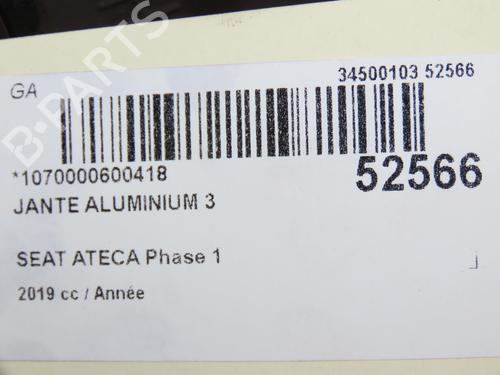 B-PARTS
GA
34500103 52566
*1070000600418
52566
JANTE ALUMINIUM 3
SEAT ATECA Phase 1
2019 cc / Année